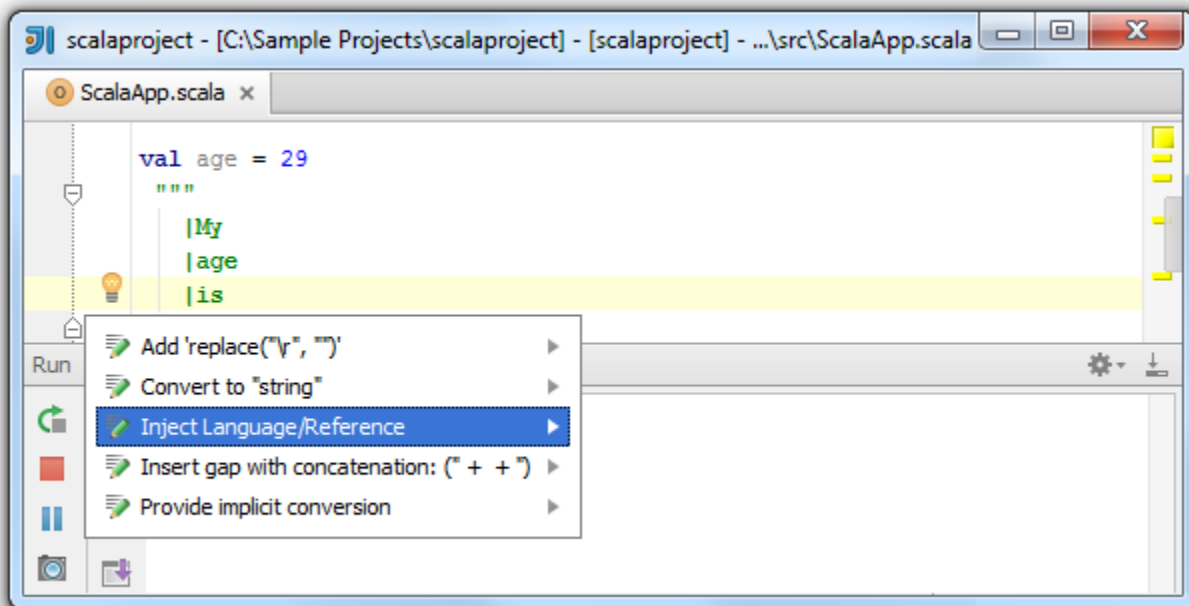 scalaproject - [C:\Sample Projects\scalaproject] - [scalaproject] - ...\src\ScalaApp.scala
ScalaApp.scala
val age = 29
"""
|My
|age
|is
Add 'replace("\r", "")'
Run
Convert to "string"
Inject Language/Reference
Insert gap with concatenation: (" + + ")
Provide implicit conversion